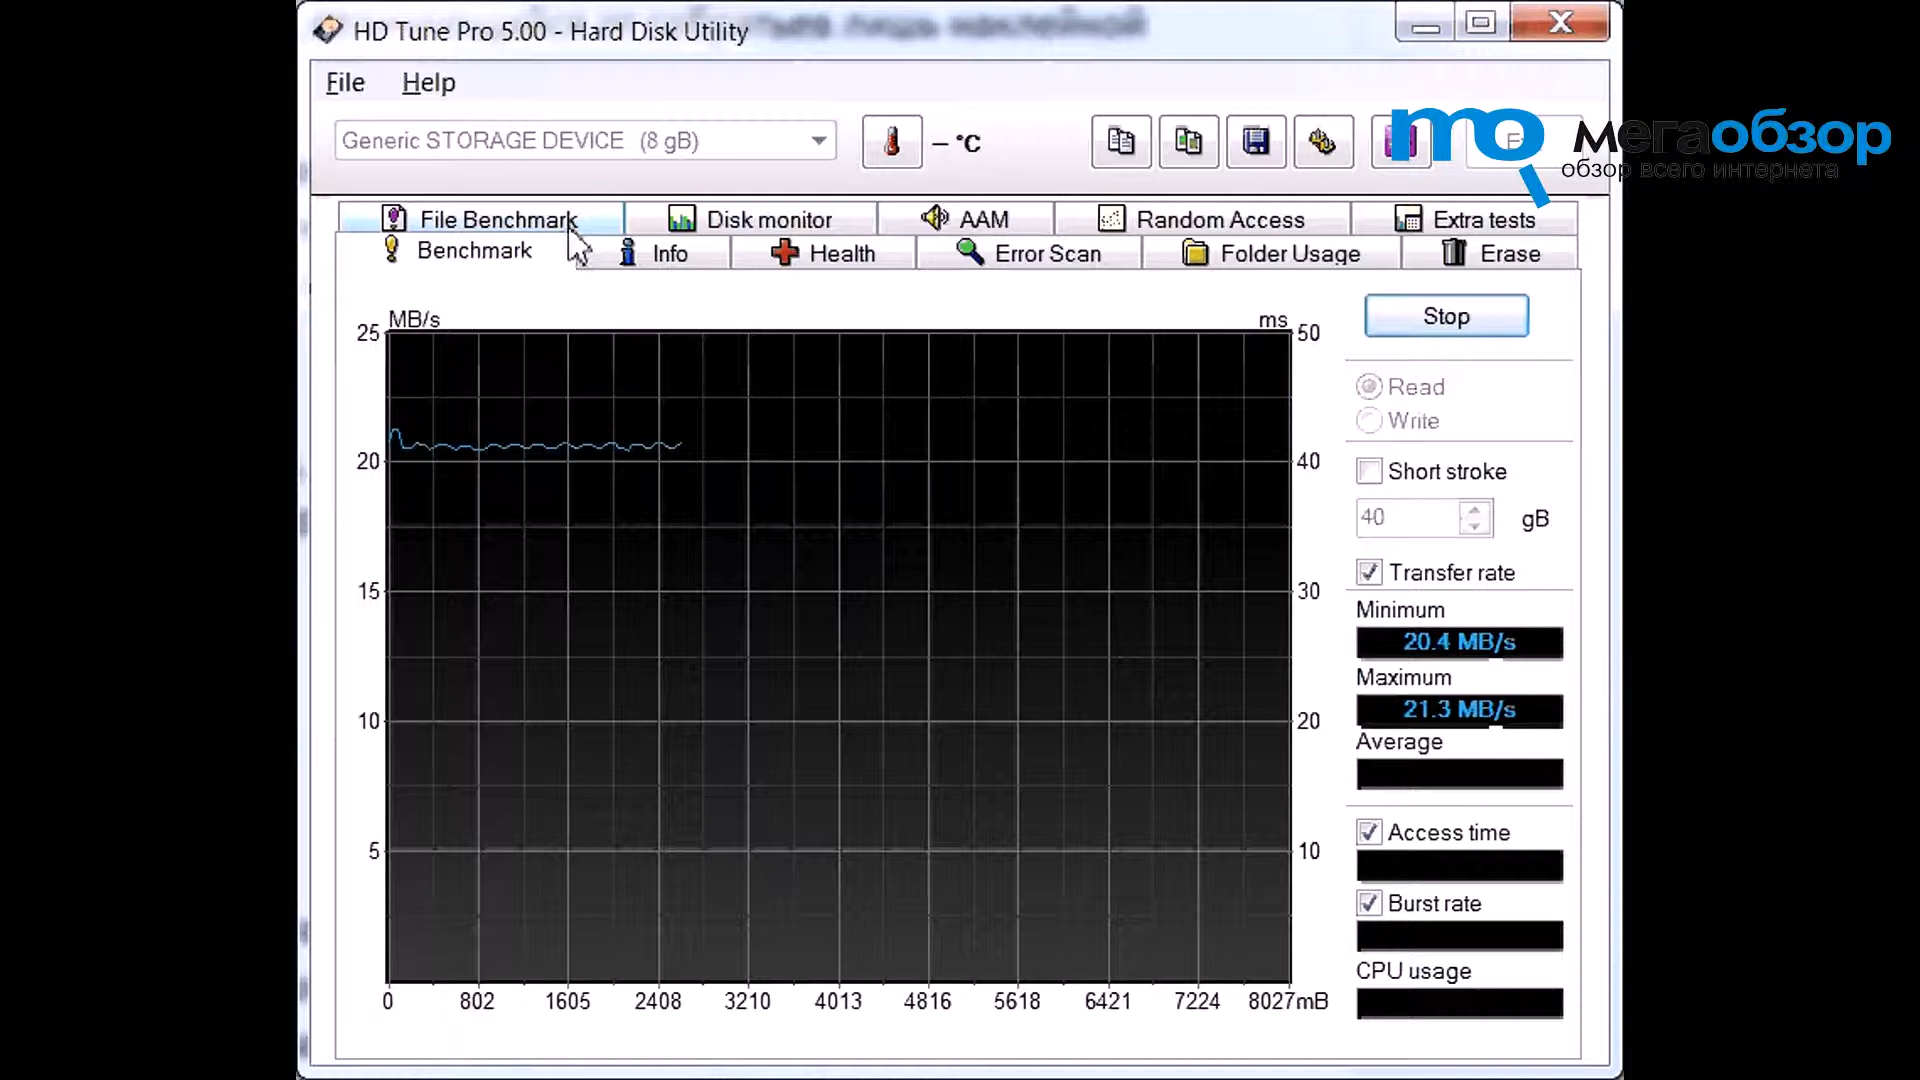 HD Tune Pro 5.00 - Hard Disk Utility
лишь наклейкой
File Help
Generic STORAGE DEVICE (8 gB)
– °C
мегаобзор
обзор всего интернета
File Benchmark Disk monitor AAM Random Access Extra tests
Benchmark Info Health Error Scan Folder Usage Erase
MB/s ms
25 50
20 40
15 30
10 20
5 10
0 802 1605 2408 3210 4013 4816 5618 6421 7224 8027mB
Stop
Read
Write
Short stroke
40 gB
Transfer rate
Minimum
20.4 MB/s
Maximum
21.3 MB/s
Average
Access time
Burst rate
CPU usage